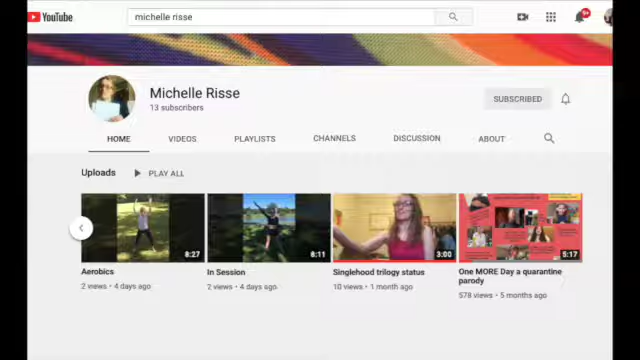 YouTube
michelle risse
9+
Michelle Risse
13 subscribers
SUBSCRIBED
HOME VIDEOS PLAYLISTS CHANNELS DISCUSSION ABOUT
Uploads PLAY ALL
8:27 8:11 3:00 5:17
Aerobics
2 views • 4 days ago
In Session
2 views • 4 days ago
Singlehood trilogy status
10 views • 1 month ago
One MORE Day a quarantine
parody
578 views • 5 months ago